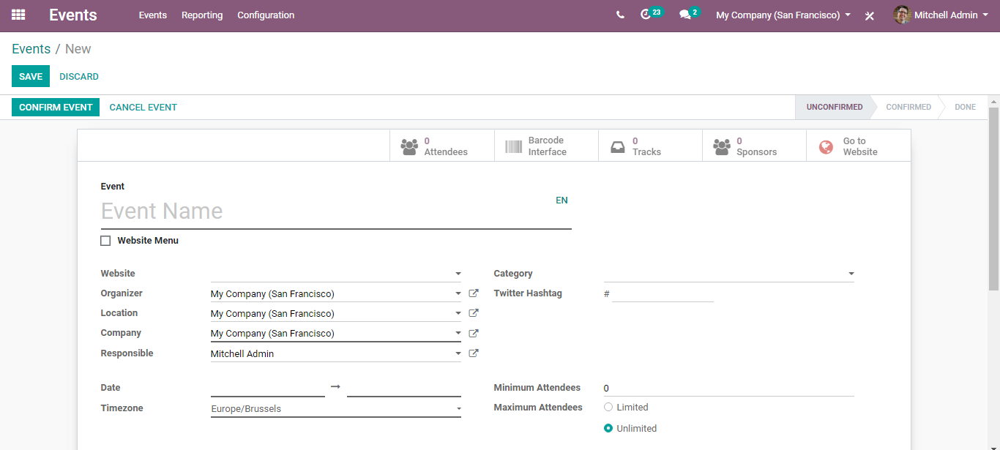 Events Events Reporting Configuration 23 2 My Company (San Francisco) Mitchell Admin
Events / New
SAVE DISCARD
CONFIRM EVENT CANCEL EVENT UNCONFIRMED CONFIRMED DONE
0 Attendees
Barcode Interface
0 Tracks
0 Sponsors
Go to Website
Event
Event Name EN
Website Menu
Website Category
Organizer My Company (San Francisco) Twitter Hashtag #
Location My Company (San Francisco)
Company My Company (San Francisco)
Responsible Mitchell Admin
Date Minimum Attendees 0
Timezone Europe/Brussels Maximum Attendees Limited
Unlimited